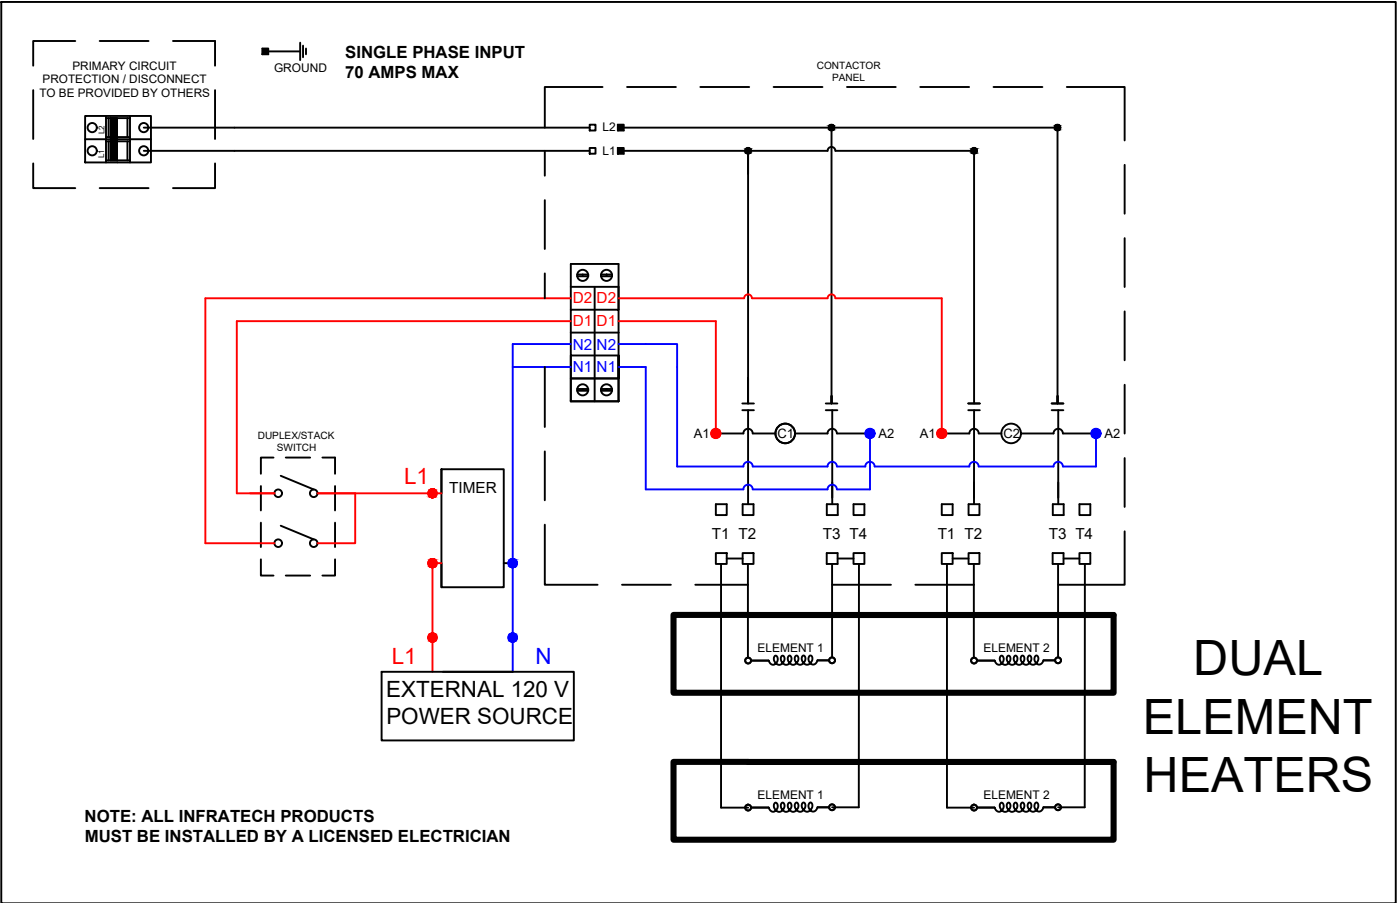 PRIMARY CIRCUIT
PROTECTION / DISCONNECT
TO BE PROVIDED BY OTHERS
L2
L1
GROUND
SINGLE PHASE INPUT
70 AMPS MAX
CONTACTOR
PANEL
L2
L1
D2 D2
D1 D1
N2 N2
N1 N1
A1 C1 A2 A1 C2 A2
DUPLEX/STACK
SWITCH
L1
TIMER
T1 T2 T3 T4 T1 T2 T3 T4
L1 N
EXTERNAL 120 V
POWER SOURCE
ELEMENT 1 ELEMENT 2
ELEMENT 1 ELEMENT 2
DUAL
ELEMENT
HEATERS
NOTE: ALL INFRATECH PRODUCTS
MUST BE INSTALLED BY A LICENSED ELECTRICIAN